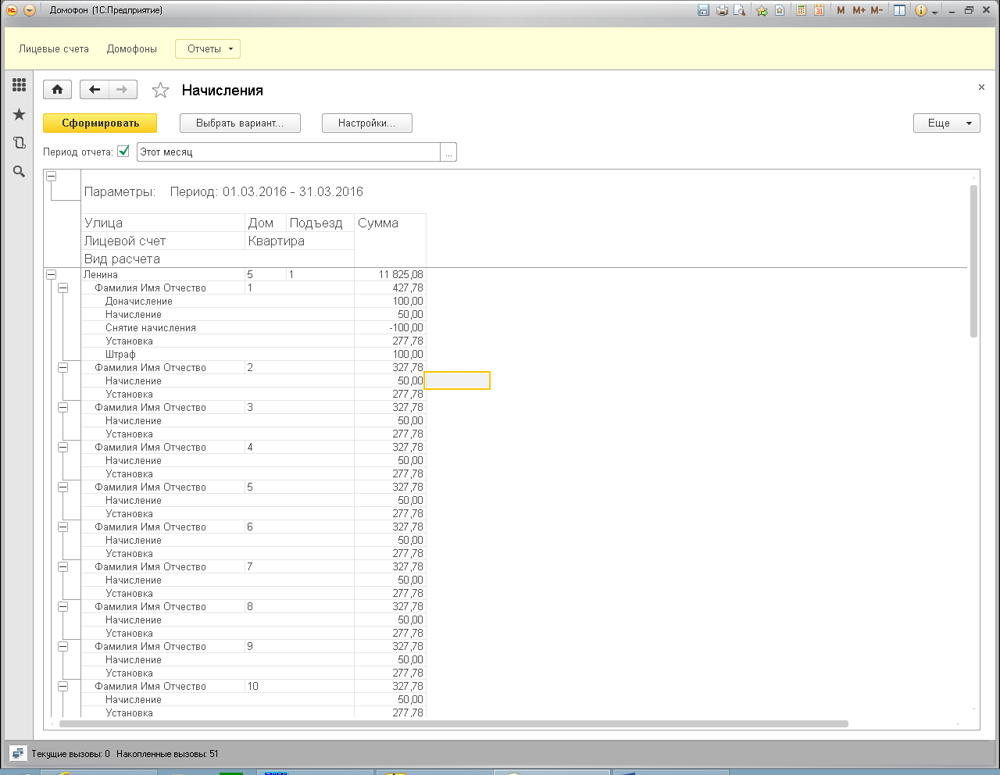 Домофон (1С:Предприятие)
M M+ M-
Лицевые счета Домофоны Отчеты
Начисления
Сформировать Выбрать вариант... Настройки... Еще
Период отчета: Этот месяц ...
Параметры: Период: 01.03.2016 - 31.03.2016
Улица Дом Подъезд Сумма
Лицевой счет Квартира
Вид расчета
Ленина 5 1 11 825,08
Фамилия Имя Отчество 1 427,78
Доначисление 100,00
Начисление 50,00
Снятие начисления -100,00
Установка 277,78
Штраф 100,00
Фамилия Имя Отчество 2 327,78
Начисление 50,00
Установка 277,78
Фамилия Имя Отчество 3 327,78
Начисление 50,00
Установка 277,78
Фамилия Имя Отчество 4 327,78
Начисление 50,00
Установка 277,78
Фамилия Имя Отчество 5 327,78
Начисление 50,00
Установка 277,78
Фамилия Имя Отчество 6 327,78
Начисление 50,00
Установка 277,78
Фамилия Имя Отчество 7 327,78
Начисление 50,00
Установка 277,78
Фамилия Имя Отчество 8 327,78
Начисление 50,00
Установка 277,78
Фамилия Имя Отчество 9 327,78
Начисление 50,00
Установка 277,78
Фамилия Имя Отчество 10 327,78
Начисление 50,00
Установка 277,78
Текущие вызовы: 0 Накопленные вызовы: 51